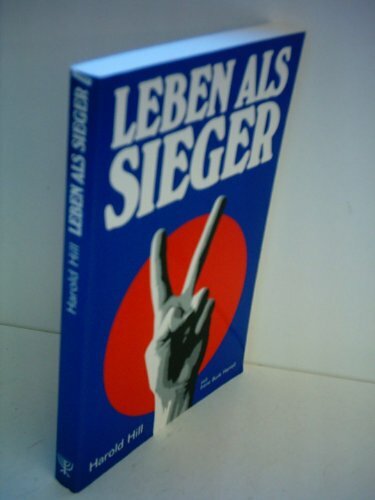 LEBEN ALS
SIEGER
Harold Hill
Harold Hill LEBEN ALS SIEGER